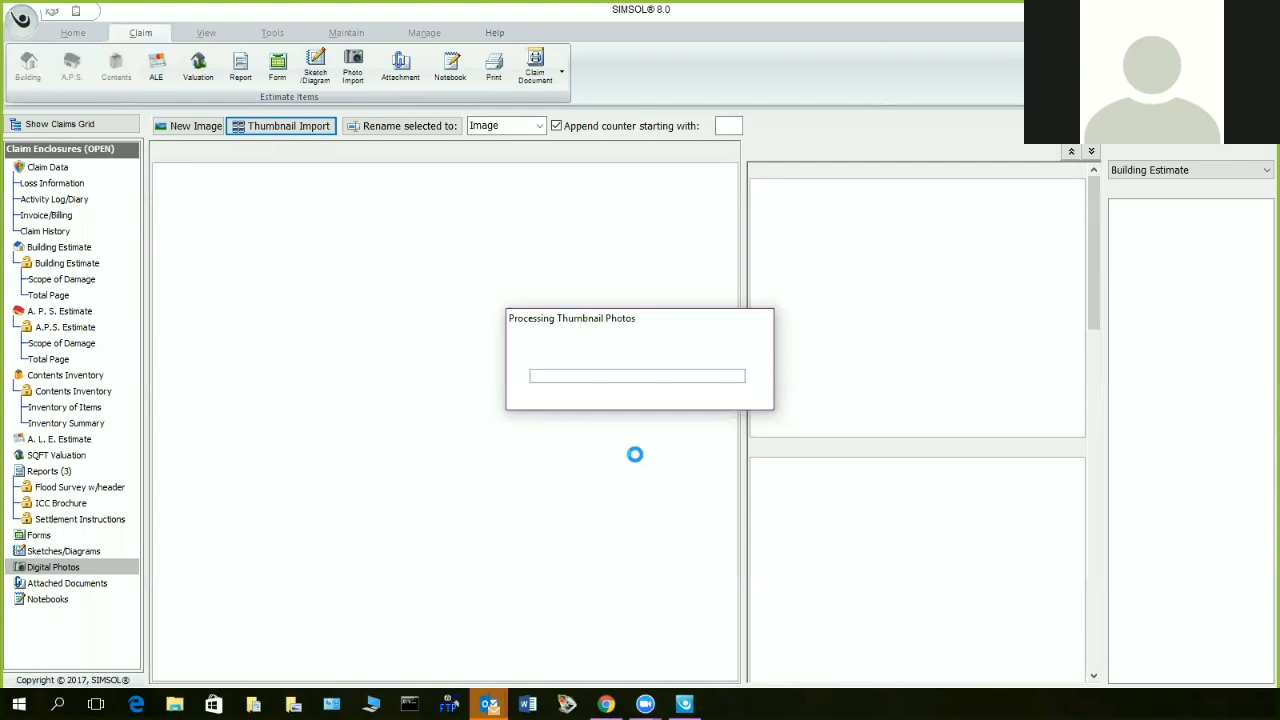 SIMSOL® 8.0
Home Claim View Tools Maintain Manage Help
Building A.P.S. Contents ALE Valuation Report Form Sketch /Diagram Photo Import Attachment Notebook Print Claim Document
Estimate Items
Show Claims Grid
New Image Thumbnail Import Rename selected to: Image Append counter starting with:
Claim Enclosures (OPEN)
Claim Data
Loss Information
Activity Log/Diary
Invoice/Billing
Claim History
Building Estimate
Building Estimate
Scope of Damage
Total Page
A. P. S. Estimate
A.P.S. Estimate
Scope of Damage
Total Page
Contents Inventory
Contents Inventory
Inventory of Items
Inventory Summary
A. L. E. Estimate
SQFT Valuation
Reports (3)
Flood Survey w/header
ICC Brochure
Settlement Instructions
Forms
Sketches/Diagrams
Digital Photos
Attached Documents
Notebooks
Copyright © 2017, SIMSOL®
Processing Thumbnail Photos
Building Estimate
FTP